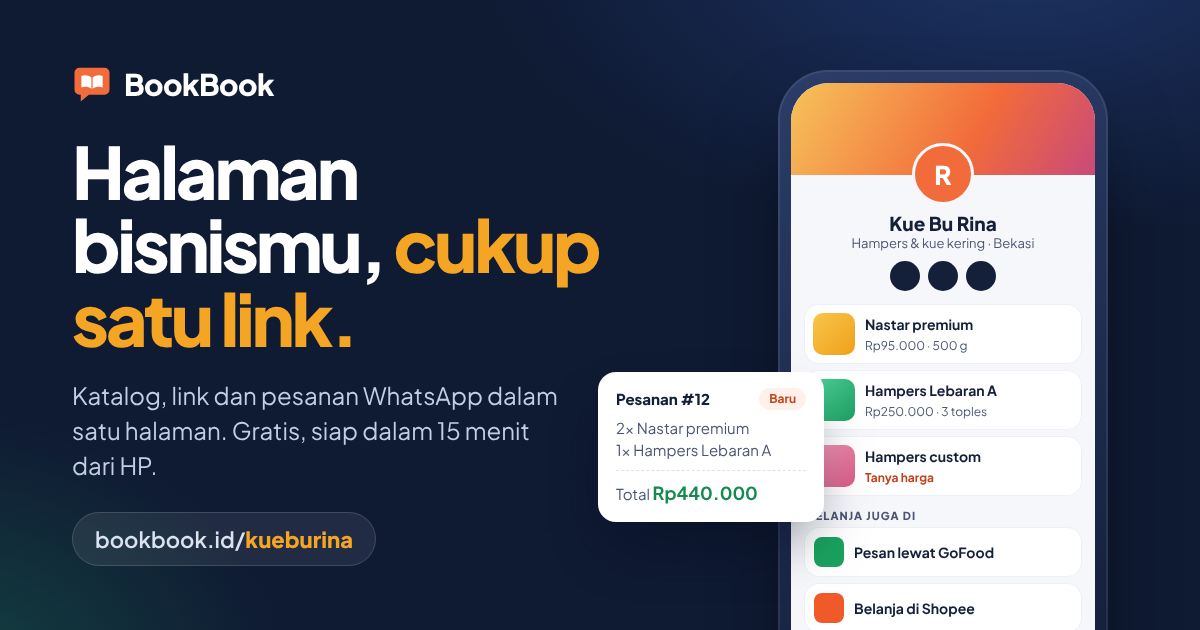 BookBook
Halaman
bisnismu, cukup
satu link.
Katalog, link dan pesanan WhatsApp dalam
satu halaman. Gratis, siap dalam 15 menit
dari HP.
bookbook.id/kueburina
R
Kue Bu Rina
Hampers & kue kering · Bekasi
Nastar premium
Rp95.000 · 500 g
Hampers Lebaran A
Rp250.000 · 3 toples
Hampers custom
Tanya harga
ELANJA JUGA DI
Pesan lewat GoFood
Belanja di Shopee
Pesanan #12
Baru
2× Nastar premium
1× Hampers Lebaran A
Total Rp440.000